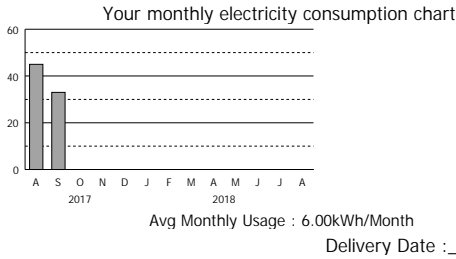 Your monthly electricity consumption chart
60
40
20
0
A S O N D J F M A M J J A
2017 2018
Avg Monthly Usage : 6.00kWh/Month
Delivery Date :_